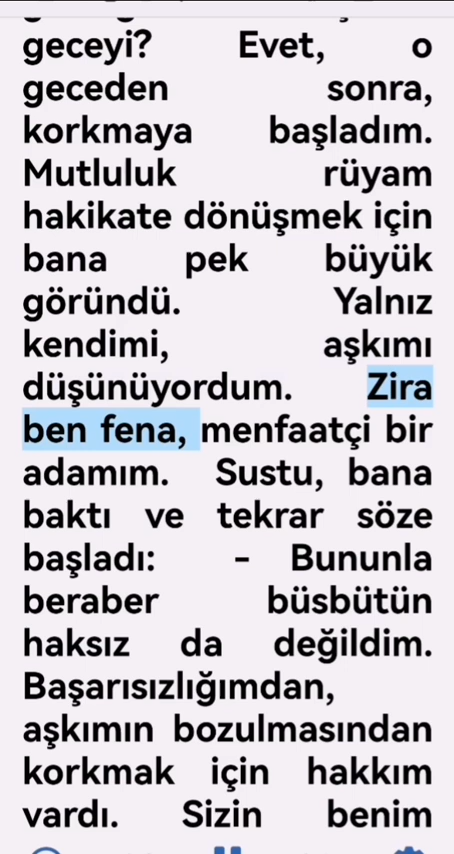 geceyi? Evet, o
geceden sonra,
korkmaya başladım.
Mutluluk rüyam
hakikate dönüşmek için
bana pek büyük
göründü. Yalnız
kendimi, aşkımı
düşünüyordum. Zira
ben fena, menfaatçi bir
adamım. Sustu, bana
baktı ve tekrar söze
başladı: - Bununla
beraber büsbütün
haksız da değildim.
Başarısızlığımdan,
aşkımın bozulmasından
korkmak için hakkım
vardı. Sizin benim